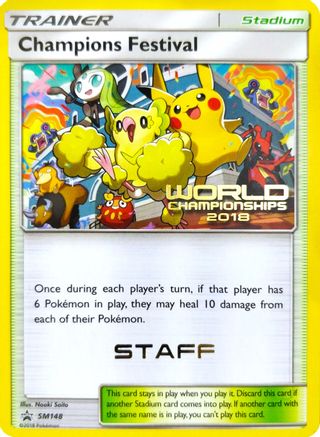 TRAINER Stadium
Champions Festival
WORLD
CHAMPIONSHIPS
2018
Once during each player's turn, if that player has
6 Pokémon in play, they may heal 10 damage from
each of their Pokémon.
STAFF
Illus. Naoki Saito
SM148
©2018 Pokémon
This card stays in play when you play it. Discard this card if
another Stadium card comes into play. If another card with
the same name is in play, you can't play this card.